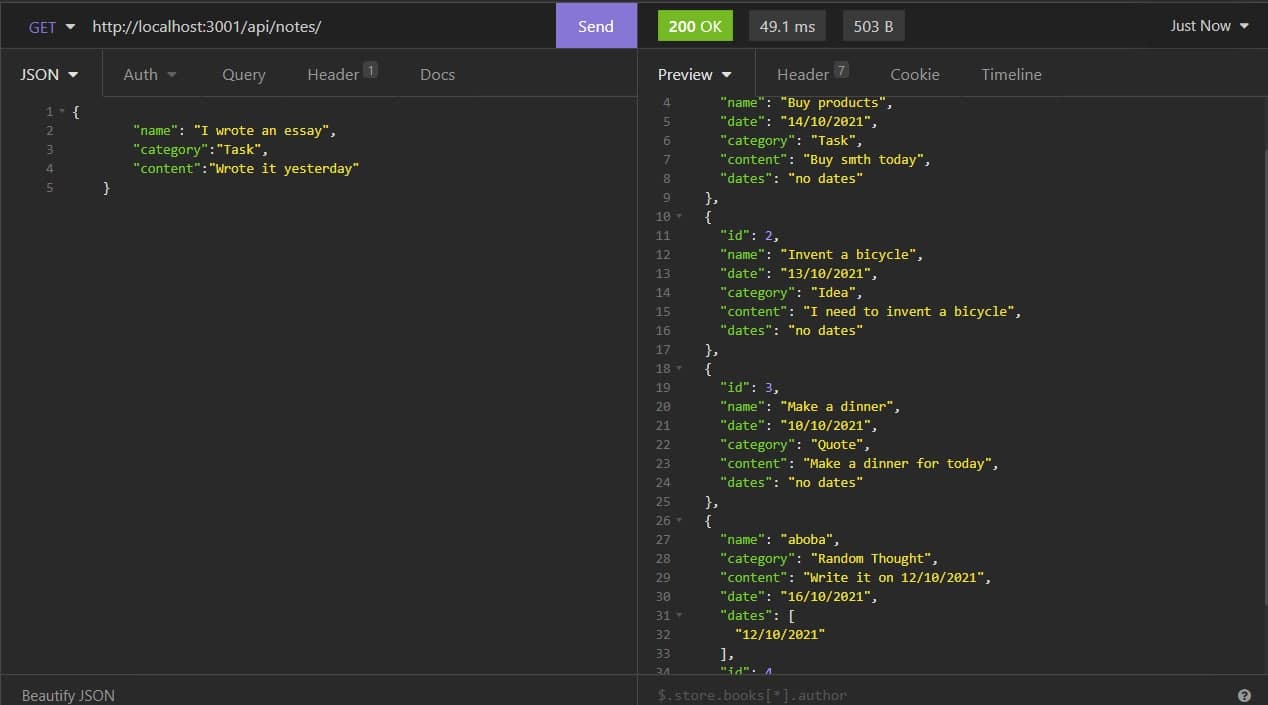 GET http://localhost:3001/api/notes/ Send 200 OK 49.1 ms 503 B Just Now
JSON Auth Query Header 1 Docs
1 {
2 "name": "I wrote an essay",
3 "category":"Task",
4 "content":"Wrote it yesterday"
5 }
Beautify JSON
Preview Header 7 Cookie Timeline
4 "name": "Buy products",
5 "date": "14/10/2021",
6 "category": "Task",
7 "content": "Buy smth today",
8 "dates": "no dates"
9 },
10 {
11 "id": 2,
12 "name": "Invent a bicycle",
13 "date": "13/10/2021",
14 "category": "Idea",
15 "content": "I need to invent a bicycle",
16 "dates": "no dates"
17 },
18 {
19 "id": 3,
20 "name": "Make a dinner",
21 "date": "10/10/2021",
22 "category": "Quote",
23 "content": "Make a dinner for today",
24 "dates": "no dates"
25 },
26 {
27 "name": "aboba",
28 "category": "Random Thought",
29 "content": "Write it on 12/10/2021",
30 "date": "16/10/2021",
31 "dates": [
32 "12/10/2021"
33 ],
34 "id": 4
$.store.books[*].author